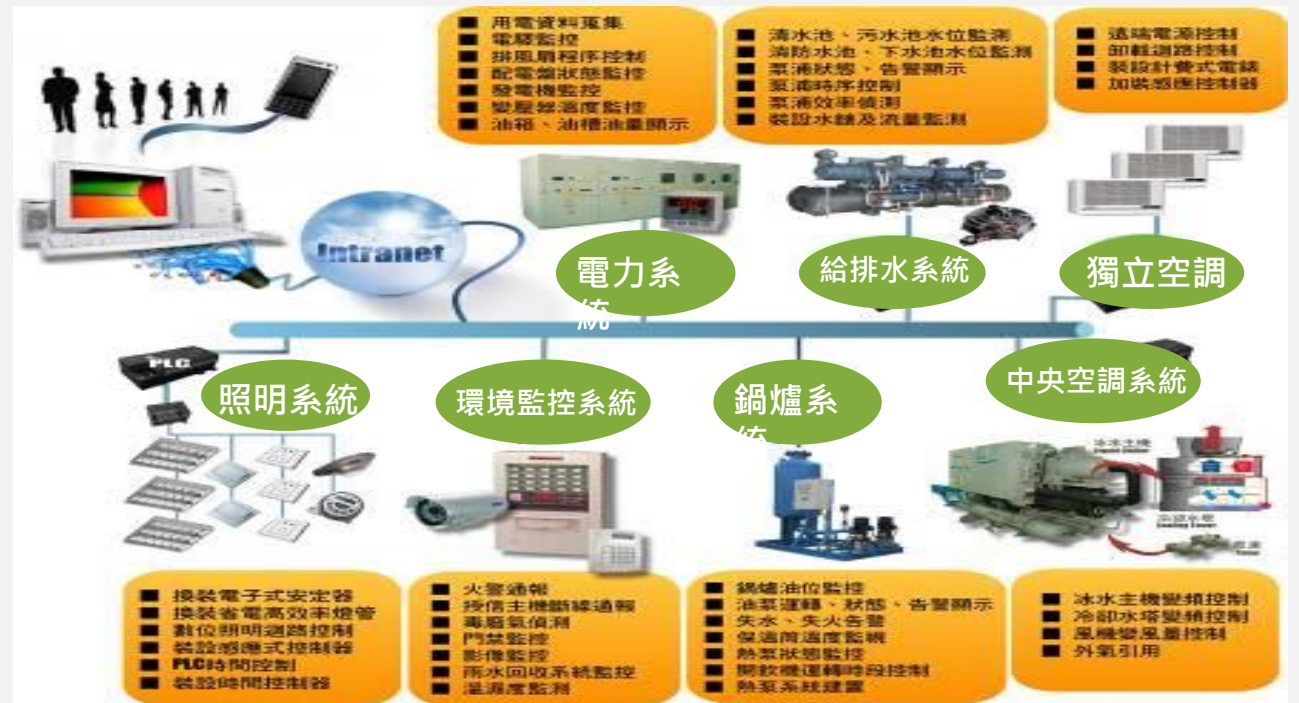 ■ 用電資料蒐集
■ 電驛監控
■ 排風扇程序控制
■ 配電盤狀態監控
■ 發電機監控
■ 變壓器溫度監控
■ 油箱、油槽油量顯示
■ 清水池、污水池水位監測
■ 消防水池、下水池水位監測
■ 泵浦狀態、告警顯示
■ 泵浦時序控制
■ 泵浦效率偵測
■ 裝設水錶及流量監測
■ 遠端電源控制
■ 卸載迴路控制
■ 裝設計費式電錶
■ 加裝感應控制器
Intranet
電力系
統
給排水系統
獨立空調
PLC
照明系統
環境監控系統
鍋爐系
統
中央空調系統
冰水主機
冷卻水塔
■ 換裝電子式安定器
■ 換裝省電高效率燈管
■ 數位照明迴路控制
■ 裝設感應式控制器
■ PLC時間控制
■ 裝設時間控制器
■ 火警通報
■ 授信主機斷線通報
■ 毒廢氣偵測
■ 門禁監控
■ 影像監控
■ 雨水回收系統監控
■ 溫濕度監測
■ 鍋爐油位監控
■ 油泵運轉、狀態、告警顯示
■ 失水、失火告警
■ 保溫筒溫度監視
■ 熱泵狀態監控
■ 開飲機運轉時段控制
■ 熱泵系統建置
■ 冰水主機變頻控制
■ 冷卻水塔變頻控制
■ 風機變風量控制
■ 外氣引用